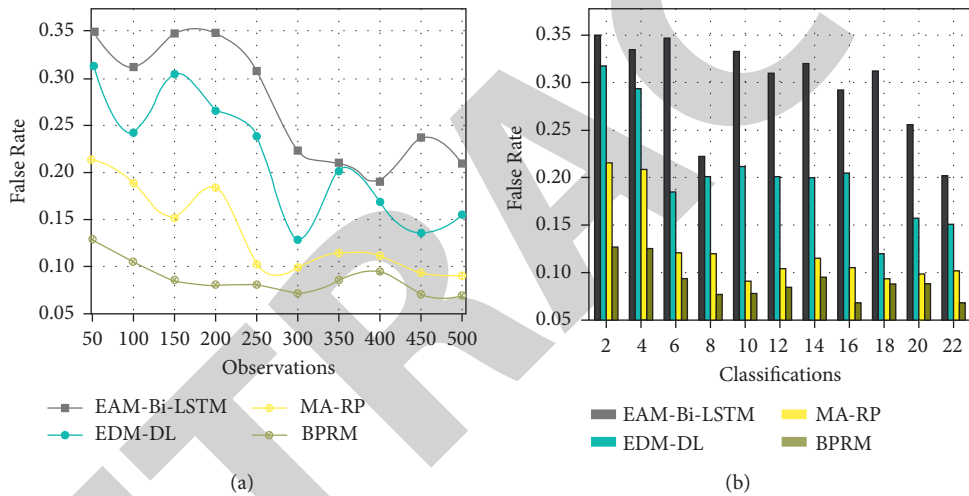 0.35
0.30
0.25
0.20
0.15
0.10
0.05
False Rate
50 100 150 200 250 300 350 400 450 500
Observations
EAM-Bi-LSTM
EDM-DL
MA-RP
BPRM
(a)
0.35
0.30
0.25
0.20
0.15
0.10
0.05
False Rate
2 4 6 8 10 12 14 16 18 20 22
Classifications
EAM-Bi-LSTM
EDM-DL
MA-RP
BPRM
(b)
TRAC